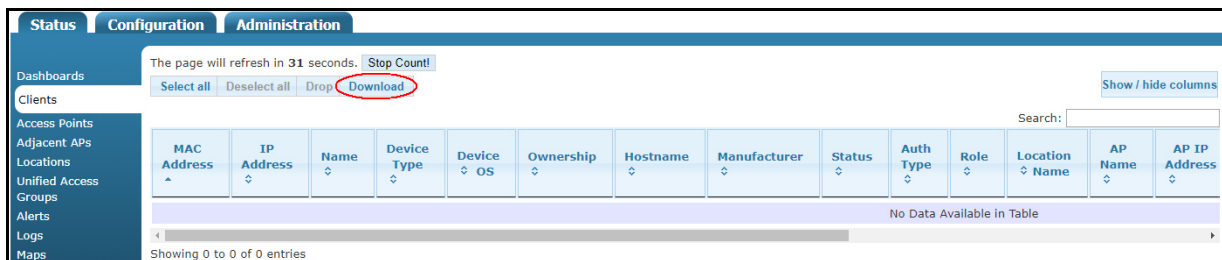 Status Configuration Administration
The page will refresh in 31 seconds. Stop Count!
Select all Deselect all Drop Download
Show / hide columns
Search:
Dashboards
Clients
Access Points
Adjacent APs
Locations
Unified Access
Groups
Alerts
Logs
Maps
MAC Address
IP Address
Name
Device Type
Device OS
Ownership
Hostname
Manufacturer
Status
Auth Type
Role
Location Name
AP Name
AP IP Address
No Data Available in Table
Showing 0 to 0 of 0 entries